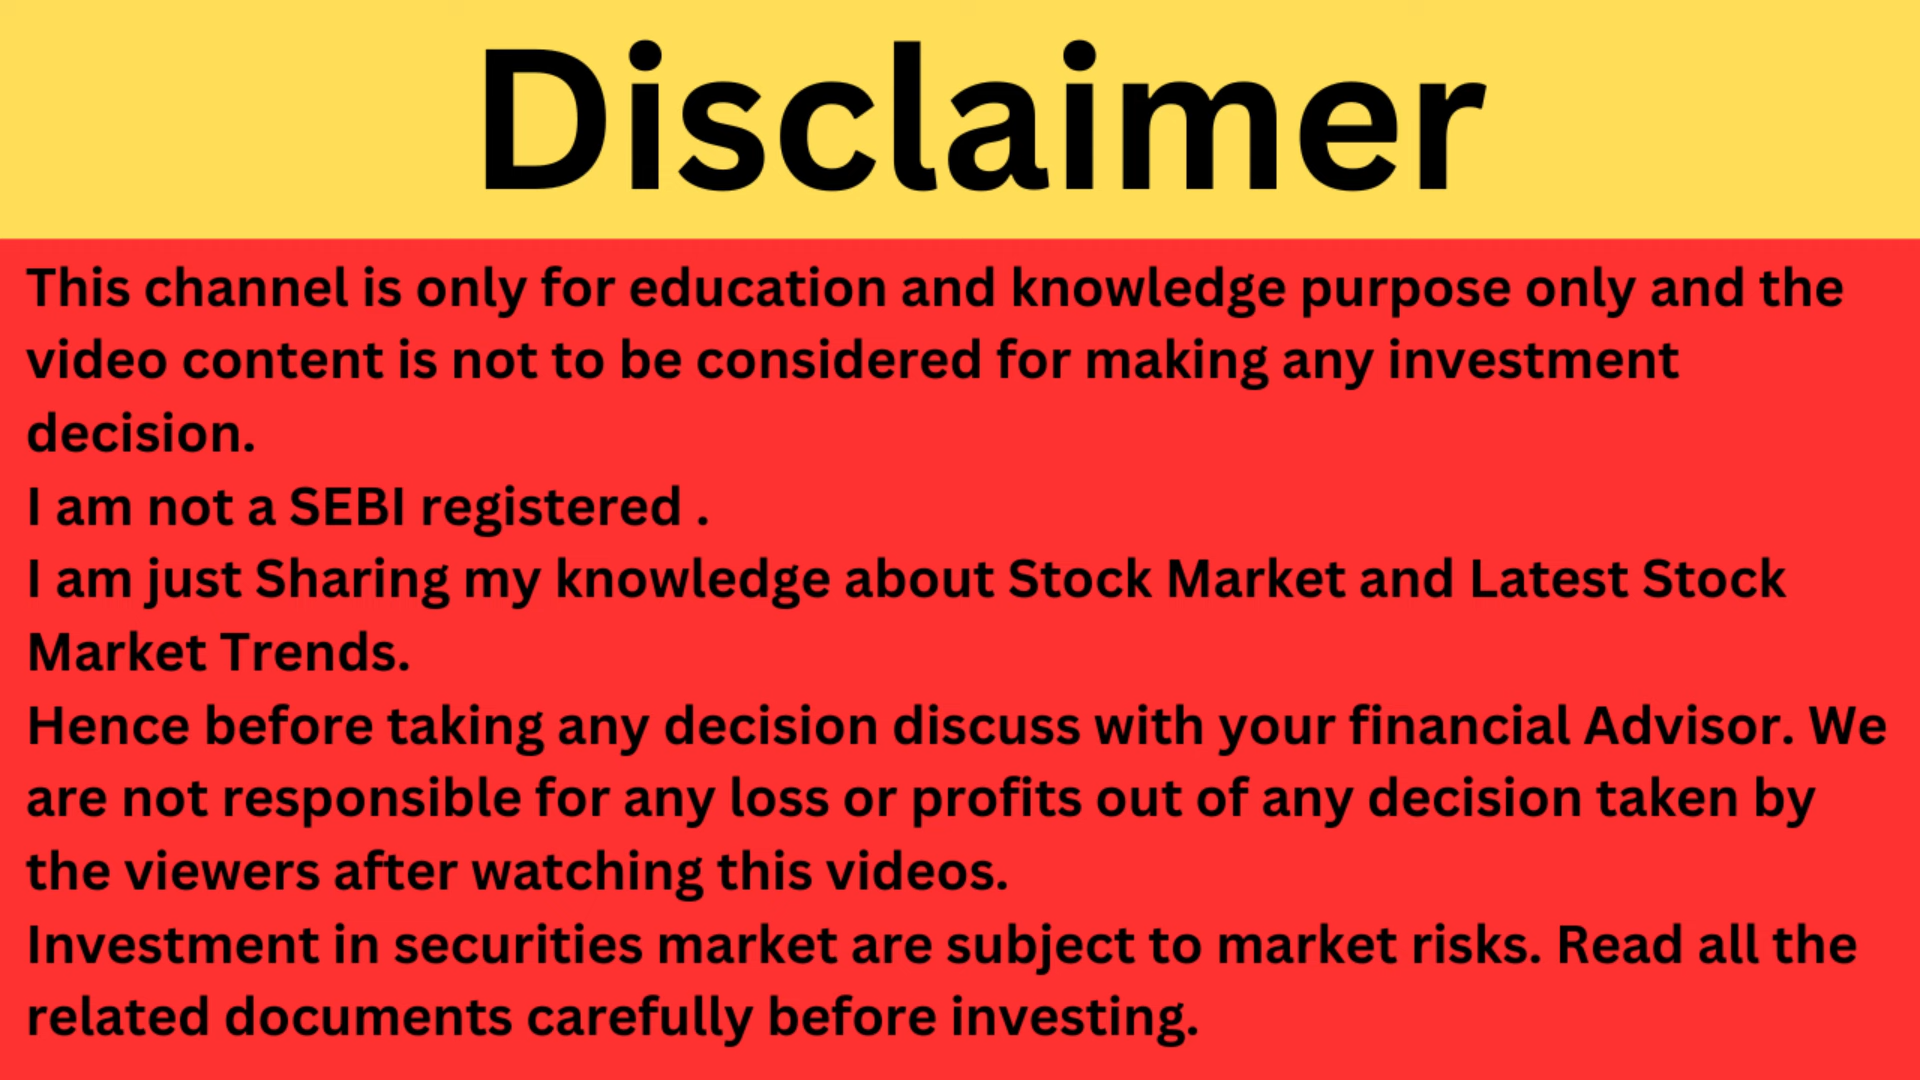 Disclaimer
This channel is only for education and knowledge purpose only and the
video content is not to be considered for making any investment
decision.
I am not a SEBI registered .
I am just Sharing my knowledge about Stock Market and Latest Stock
Market Trends.
Hence before taking any decision discuss with your financial Advisor. We
are not responsible for any loss or profits out of any decision taken by
the viewers after watching this videos.
Investment in securities market are subject to market risks. Read all the
related documents carefully before investing.